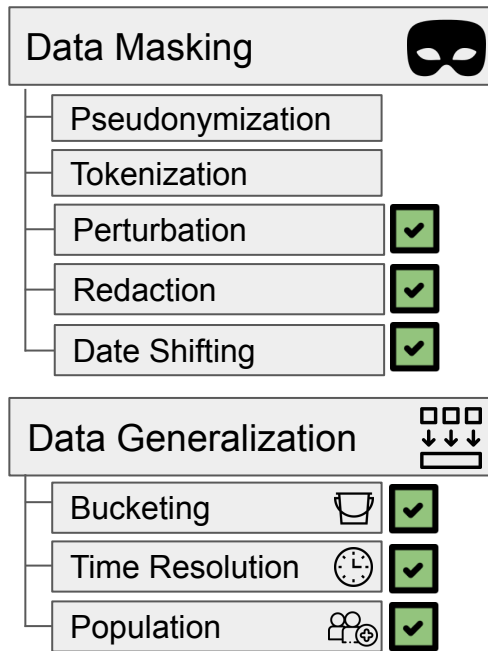 Data Masking
Pseudonymization
Tokenization
Perturbation
Redaction
Date Shifting
Data Generalization
Bucketing
Time Resolution
Population